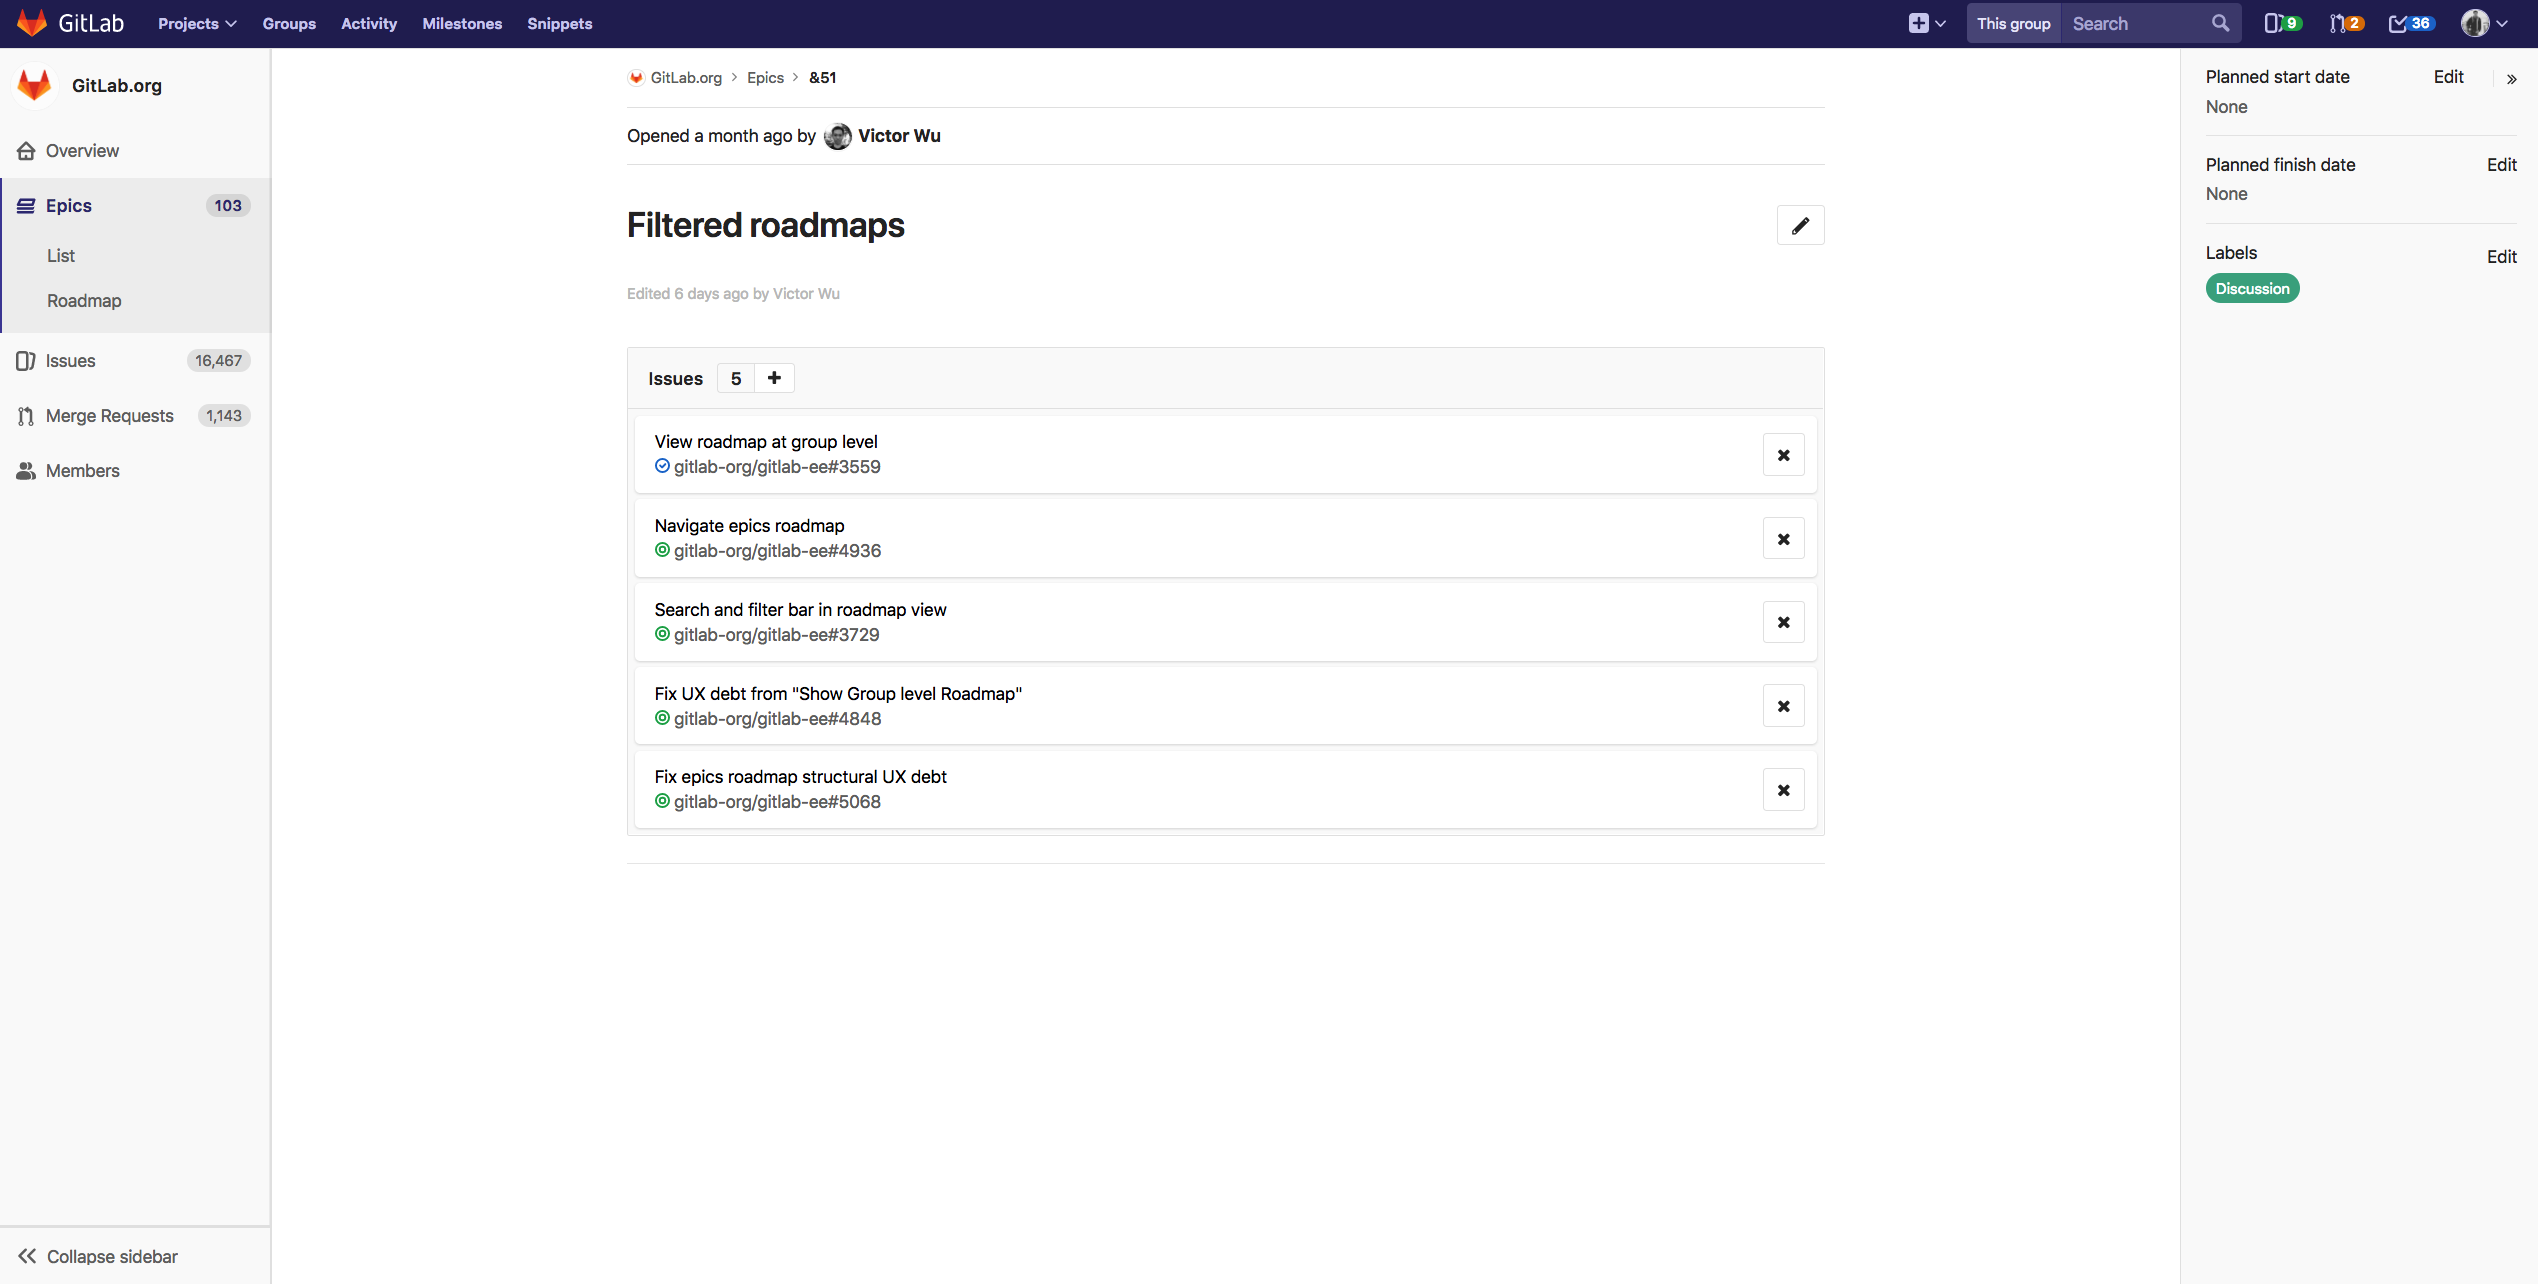 GitLab Projects Groups Activity Milestones Snippets This group Search 9 2 36
GitLab.org
Overview
Epics 103
List
Roadmap
Issues 16,467
Merge Requests 1,143
Members
Collapse sidebar
GitLab.org > Epics > &51
Opened a month ago by Victor Wu
Filtered roadmaps
Edited 6 days ago by Victor Wu
Issues 5
View roadmap at group level
gitlab-org/gitlab-ee#3559
Navigate epics roadmap
gitlab-org/gitlab-ee#4936
Search and filter bar in roadmap view
gitlab-org/gitlab-ee#3729
Fix UX debt from "Show Group level Roadmap"
gitlab-org/gitlab-ee#4848
Fix epics roadmap structural UX debt
gitlab-org/gitlab-ee#5068
Planned start date Edit »
None
Planned finish date Edit
None
Labels Edit
Discussion